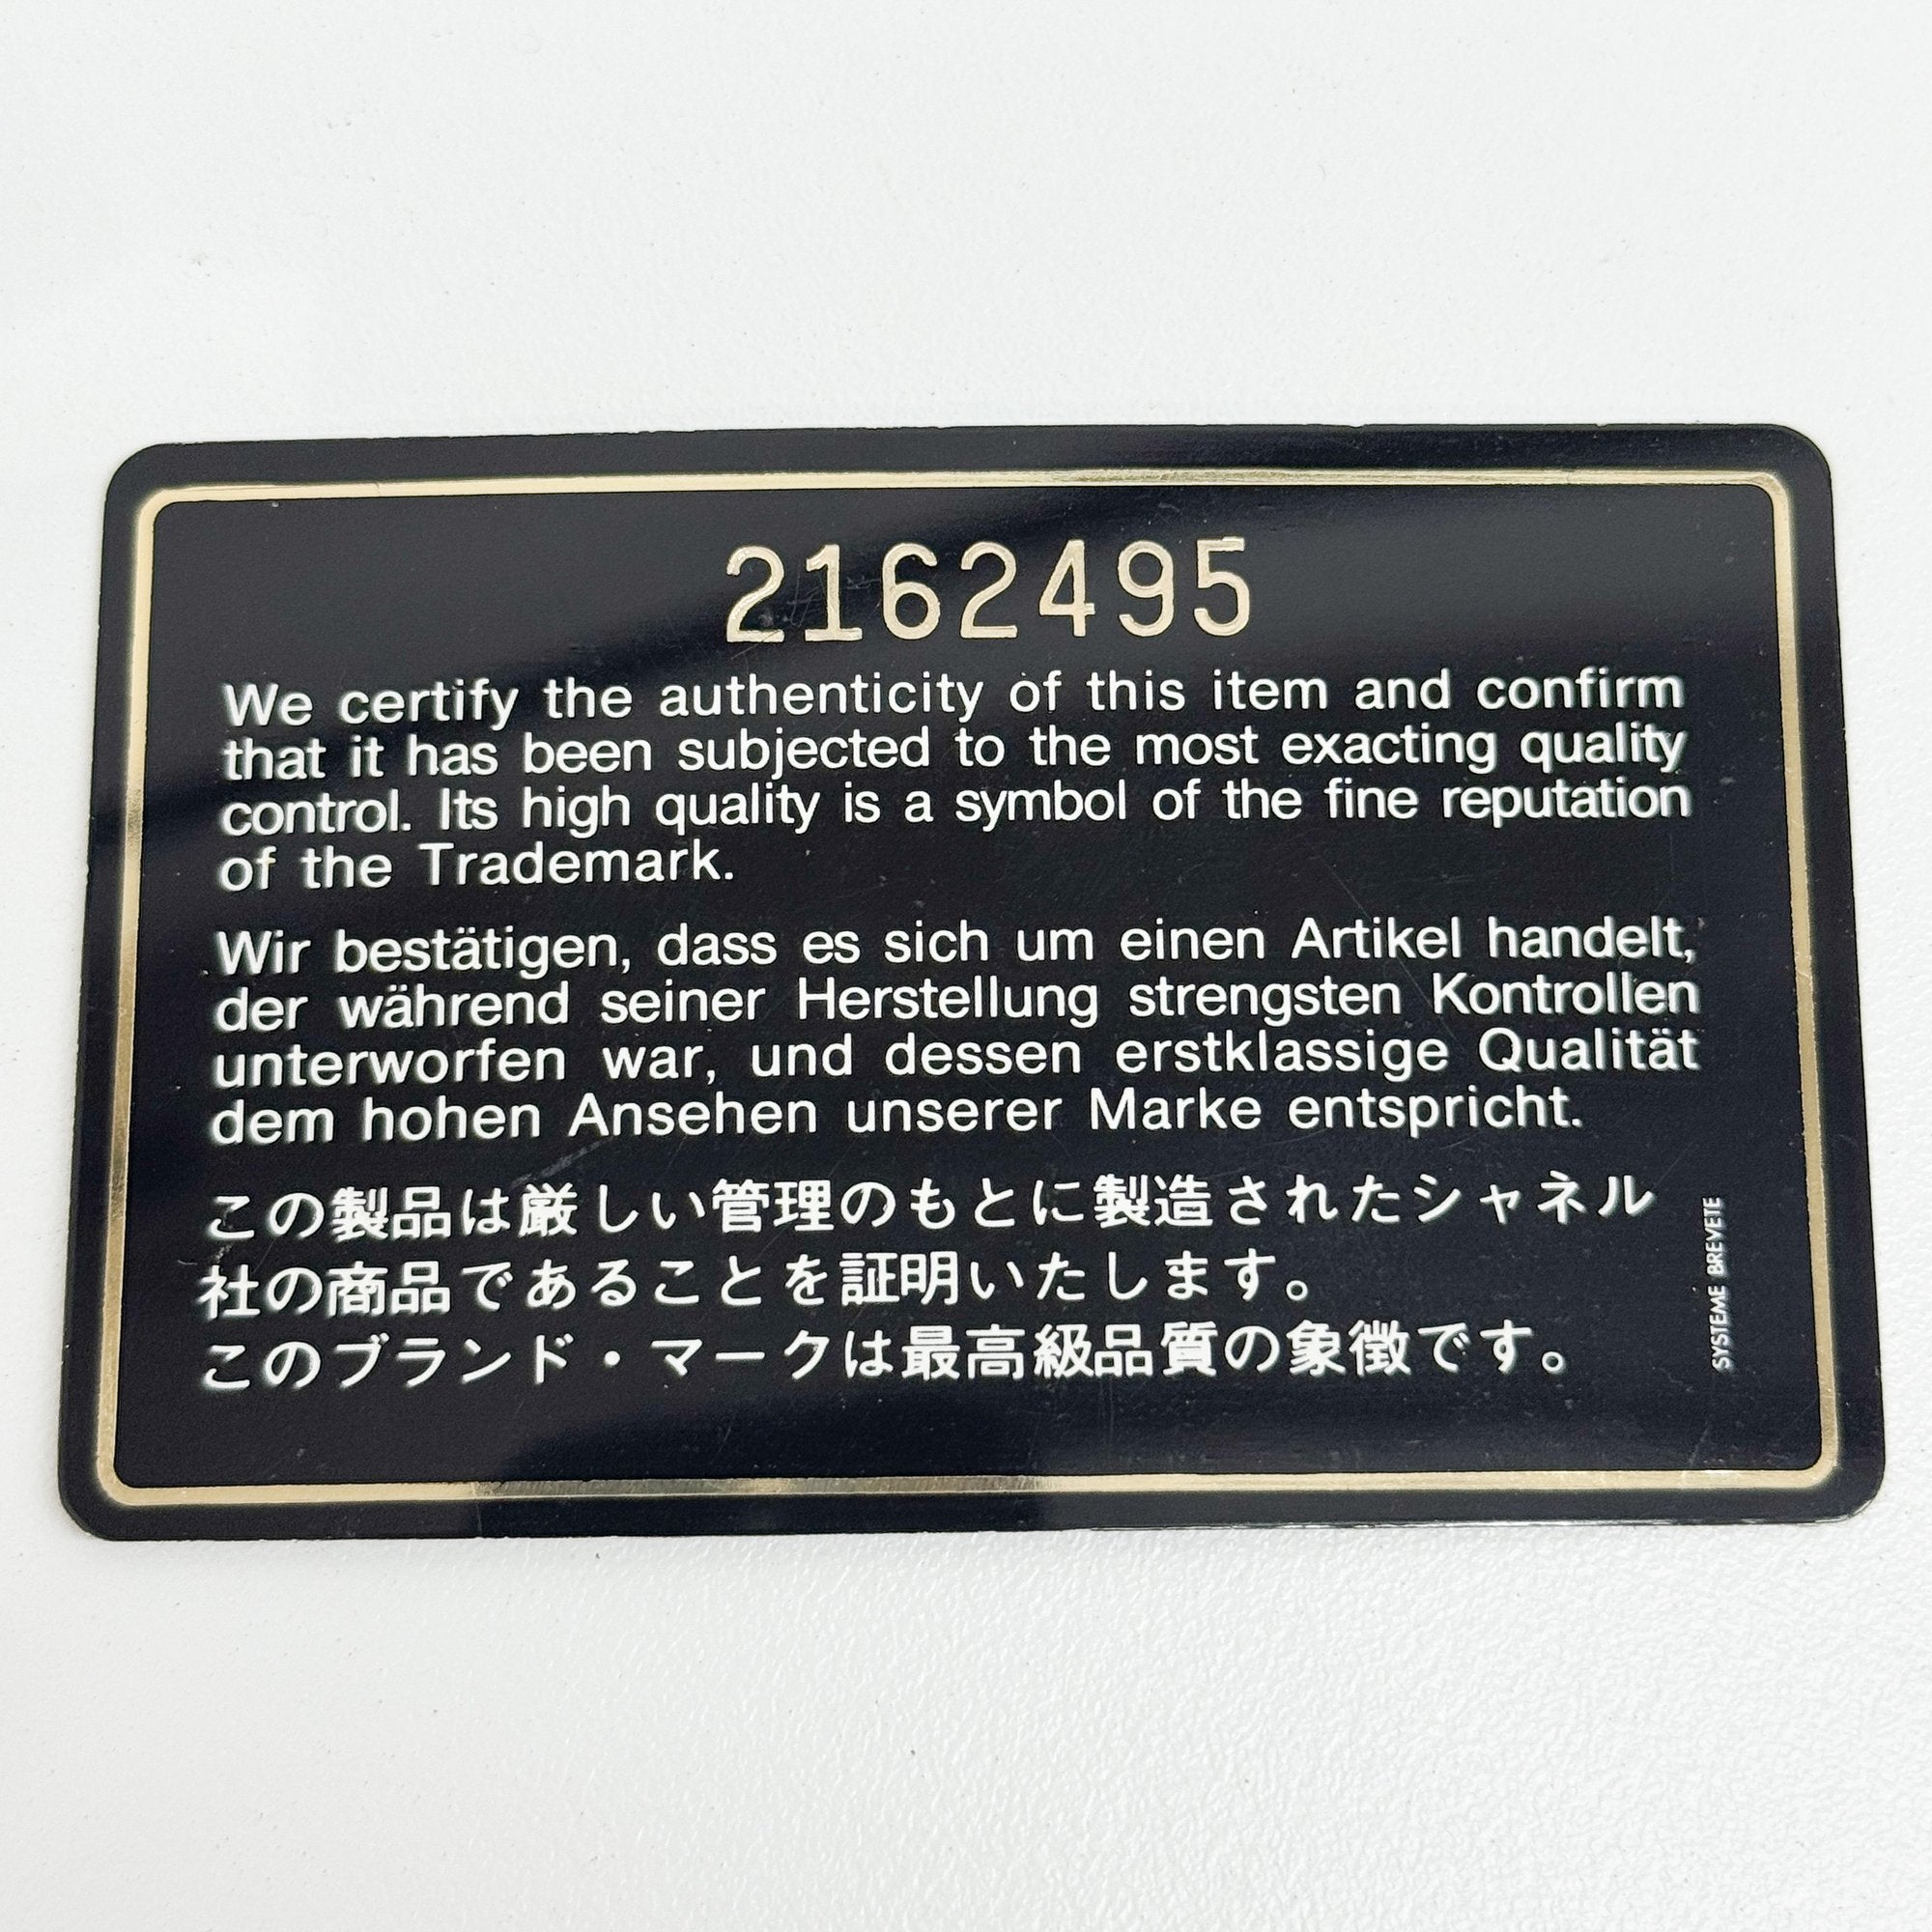 2162495
We certify the authenticity of this item and confirm
that it has been subjected to the most exacting quality
control. Its high quality is a symbol of the fine reputation
of the Trademark.
Wir bestätigen, dass es sich um einen Artikel handelt,
der während seiner Herstellung strengsten Kontrollen
unterworfen war, und dessen erstklassige Qualität
dem hohen Ansehen unserer Marke entspricht.
この製品は厳しい管理のもとに製造されたシャネル
社の商品であることを証明いたします。
このブランド・マークは最高級品質の象徴です。
SYSTEME BREVETE